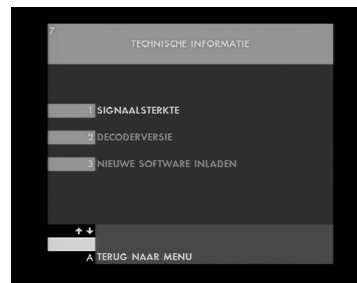 7
TECHNISCHE INFORMATIE
1 SIGNAALSTERKTE
2 DECODERVERSIE
3 NIEUWE SOFTWARE INLADEN
A TERUG NAAR MENU